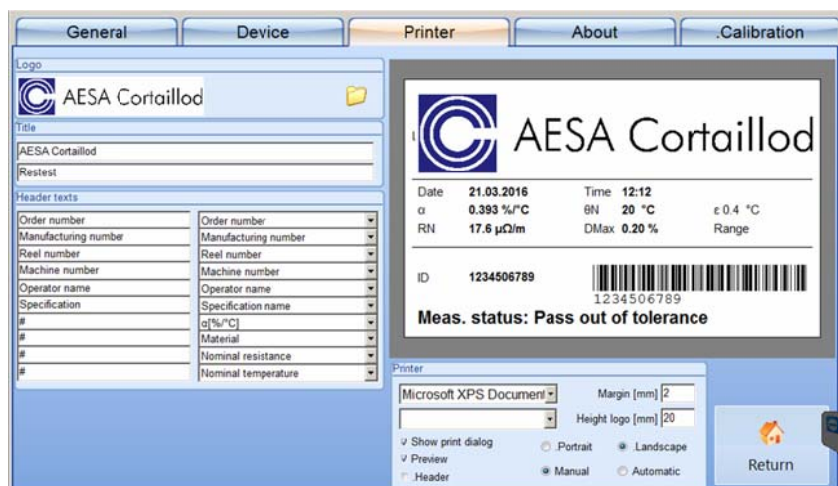 General Device Printer About .Calibration
Logo
AESA Cortaillod
Title
AESA Cortaillod
Restest
Header texts
Order number Order number
Manufacturing number Manufacturing number
Reel number Reel number
Machine number Machine number
Operator name Operator name
Specification Specification name
# α[%/°C]
# Material
# Nominal resistance
# Nominal temperature
AESA Cortaillod
Date 21.03.2016 Time 12:12
α 0.393 %/°C θN 20 °C ε 0.4 °C
RN 17.6 µΩ/m DMax 0.20 % Range
ID 1234506789
1234506789
Meas. status: Pass out of tolerance
Printer
Microsoft XPS Document Margin [mm] 2
Height logo [mm] 20
Show print dialog .Portrait .Landscape
Preview
.Header Manual Automatic
Return